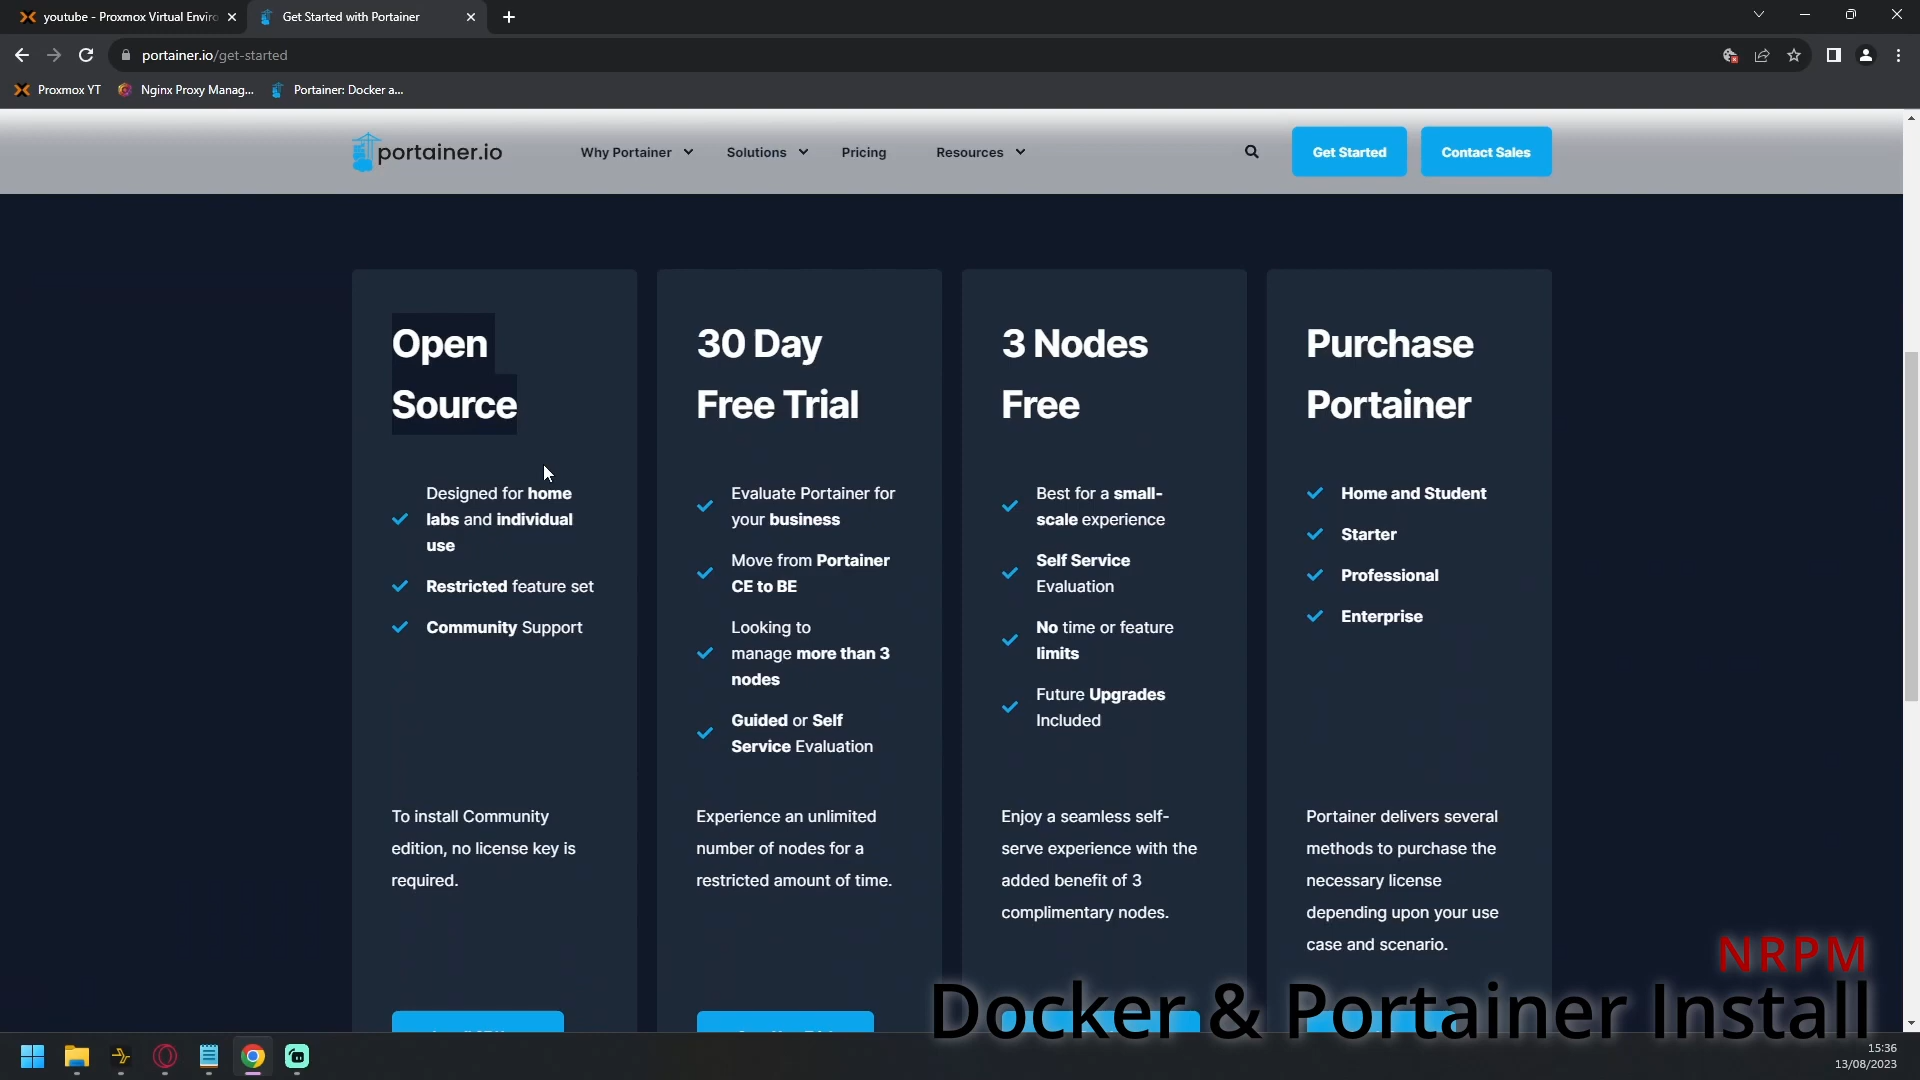 youtube - Proxmox Virtual Enviro
Get Started with Portainer
portainer.io/get-started
Proxmox YT
Nginx Proxy Manag...
Portainer: Docker a...
portainer.io
Why Portainer
Solutions
Pricing
Resources
Get Started
Contact Sales
Open
Source
Designed for home
labs and individual
use
Restricted feature set
Community Support
To install Community
edition, no license key is
required.
30 Day
Free Trial
Evaluate Portainer for
your business
Move from Portainer
CE to BE
Looking to
manage more than 3
nodes
Guided or Self
Service Evaluation
Experience an unlimited
number of nodes for a
restricted amount of time.
3 Nodes
Free
Best for a small-
scale experience
Self Service
Evaluation
No time or feature
limits
Future Upgrades
Included
Enjoy a seamless self-
serve experience with the
added benefit of 3
complimentary nodes.
Purchase
Portainer
Home and Student
Starter
Professional
Enterprise
Portainer delivers several
methods to purchase the
necessary license
depending upon your use
case and scenario.
NRPM
Docker & Portainer Install
15:36
13/08/2023